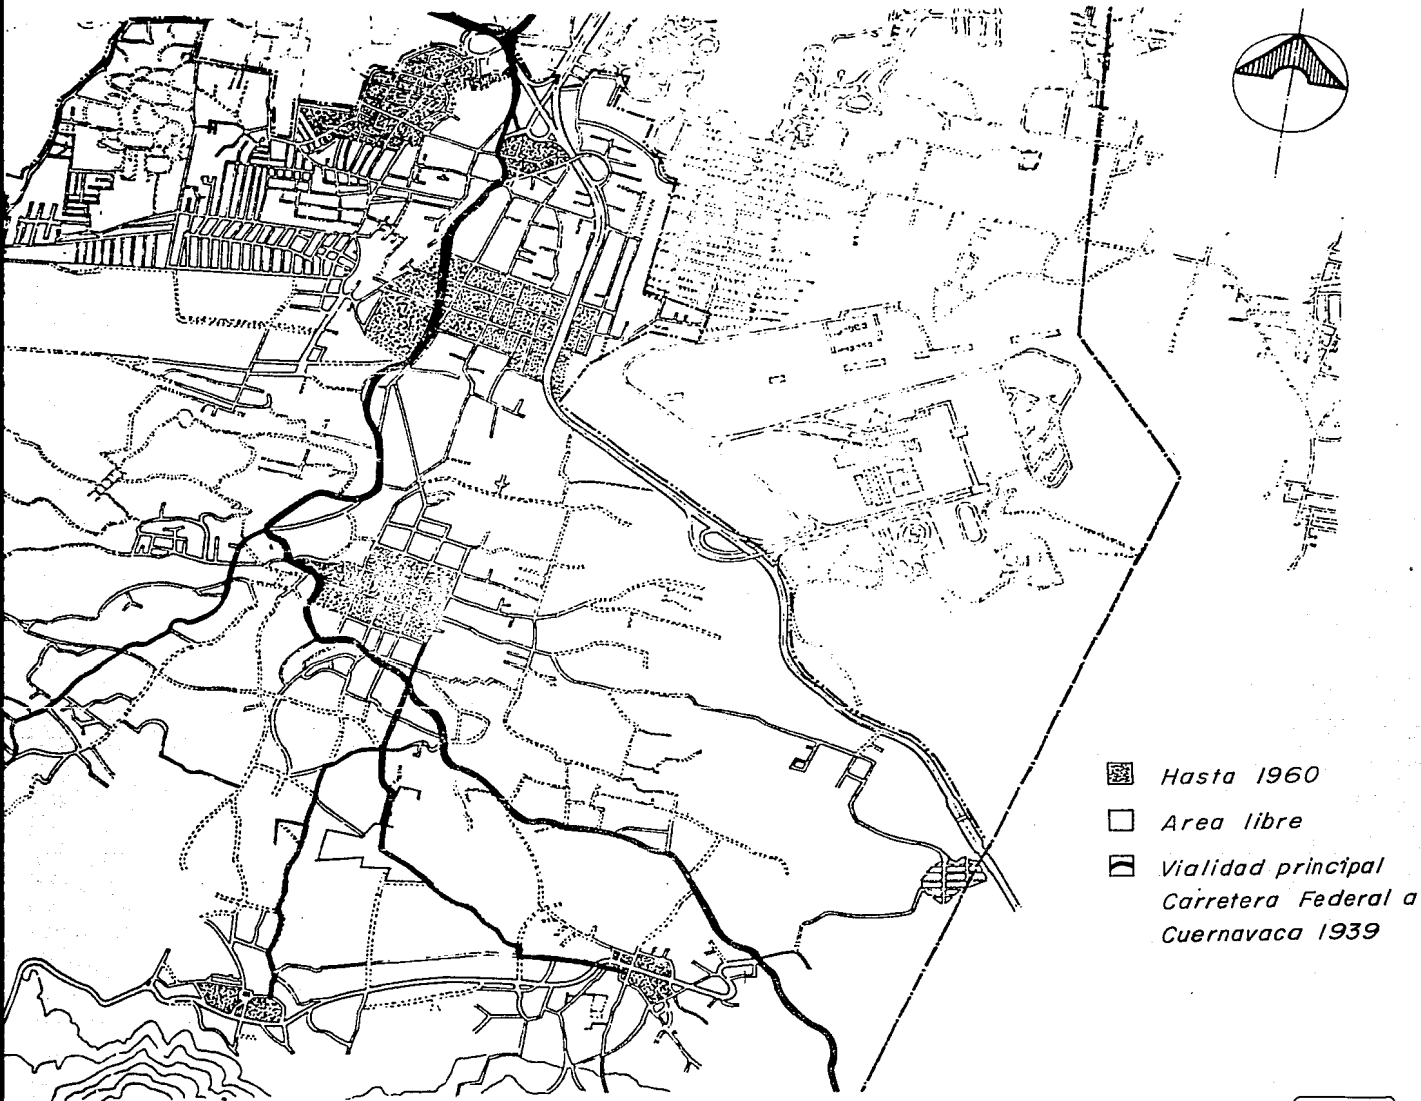 Hasta 1960
Area libre
Vialidad principal
Carretera Federal a
Cuernavaca 1939